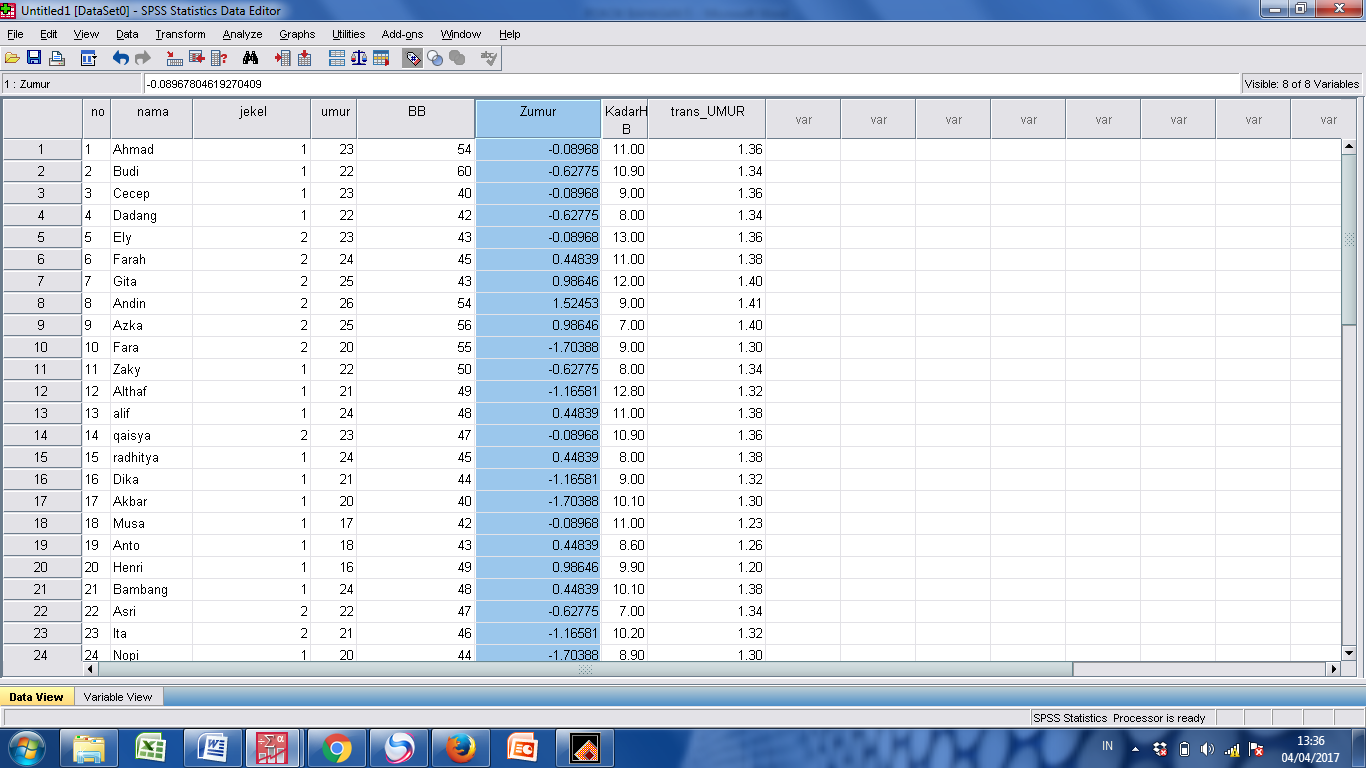 Untitled1 [DataSet0] - SPSS Statistics Data Editor
File Edit View Data Transform Analyze Graphs Utilities Add-ons Window Help
1 : Zumur -0.08967804619270409 Visible: 8 of 8 Variables
no nama jekel umur BB Zumur KadarH trans_UMUR var var var var var var var var
B
1 1 Ahmad 1 23 54 -0.08968 11.00 1.36
2 2 Budi 1 22 60 -0.62775 10.90 1.34
3 3 Cecep 1 23 40 -0.08968 9.00 1.36
4 4 Dadang 1 22 42 -0.62775 8.00 1.34
5 5 Ely 2 23 43 -0.08968 13.00 1.36
6 6 Farah 2 24 45 0.44839 11.00 1.38
7 7 Gita 2 25 43 0.98646 12.00 1.40
8 8 Andin 2 26 54 1.52453 9.00 1.41
9 9 Azka 2 25 56 0.98646 7.00 1.40
10 10 Fara 2 20 55 -1.70388 9.00 1.30
11 11 Zaky 1 22 50 -0.62775 8.00 1.34
12 12 Althaf 1 21 49 -1.16581 12.80 1.32
13 13 alif 1 24 48 0.44839 11.00 1.38
14 14 qaisya 2 23 47 -0.08968 10.90 1.36
15 15 radhitya 1 24 45 0.44839 8.00 1.38
16 16 Dika 1 21 44 -1.16581 9.00 1.32
17 17 Akbar 1 20 40 -1.70388 10.10 1.30
18 18 Musa 1 17 42 -0.08968 11.00 1.23
19 19 Anto 1 18 43 0.44839 8.60 1.26
20 20 Henri 1 16 49 0.98646 9.90 1.20
21 21 Bambang 1 24 48 0.44839 10.10 1.38
22 22 Asri 2 22 47 -0.62775 7.00 1.34
23 23 Ita 2 21 46 -1.16581 10.20 1.32
24 24 Nopi 1 20 44 -1.70388 8.90 1.30
Data View Variable View
SPSS Statistics Processor is ready
IN 13:36
04/04/2017